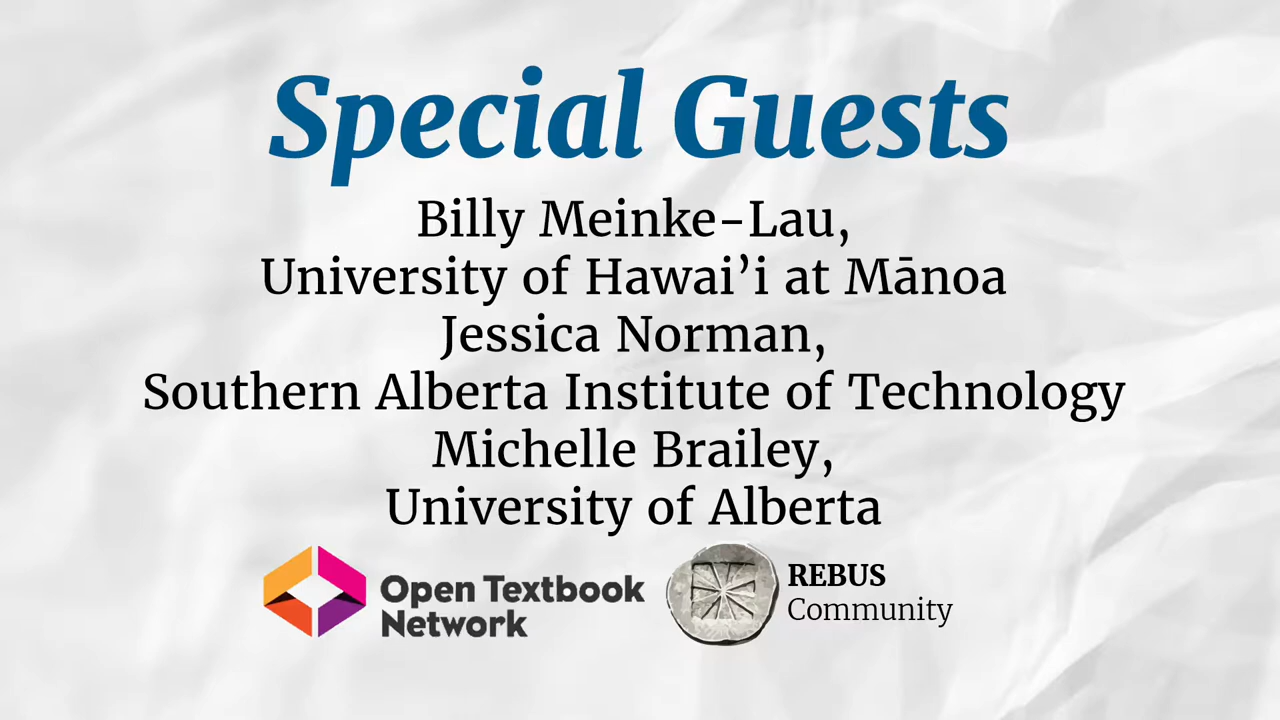 Special Guests
Billy Meinke-Lau,
University of Hawai’i at Mānoa
Jessica Norman,
Southern Alberta Institute of Technology
Michelle Brailey,
University of Alberta
Open Textbook
Network
REBUS
Community